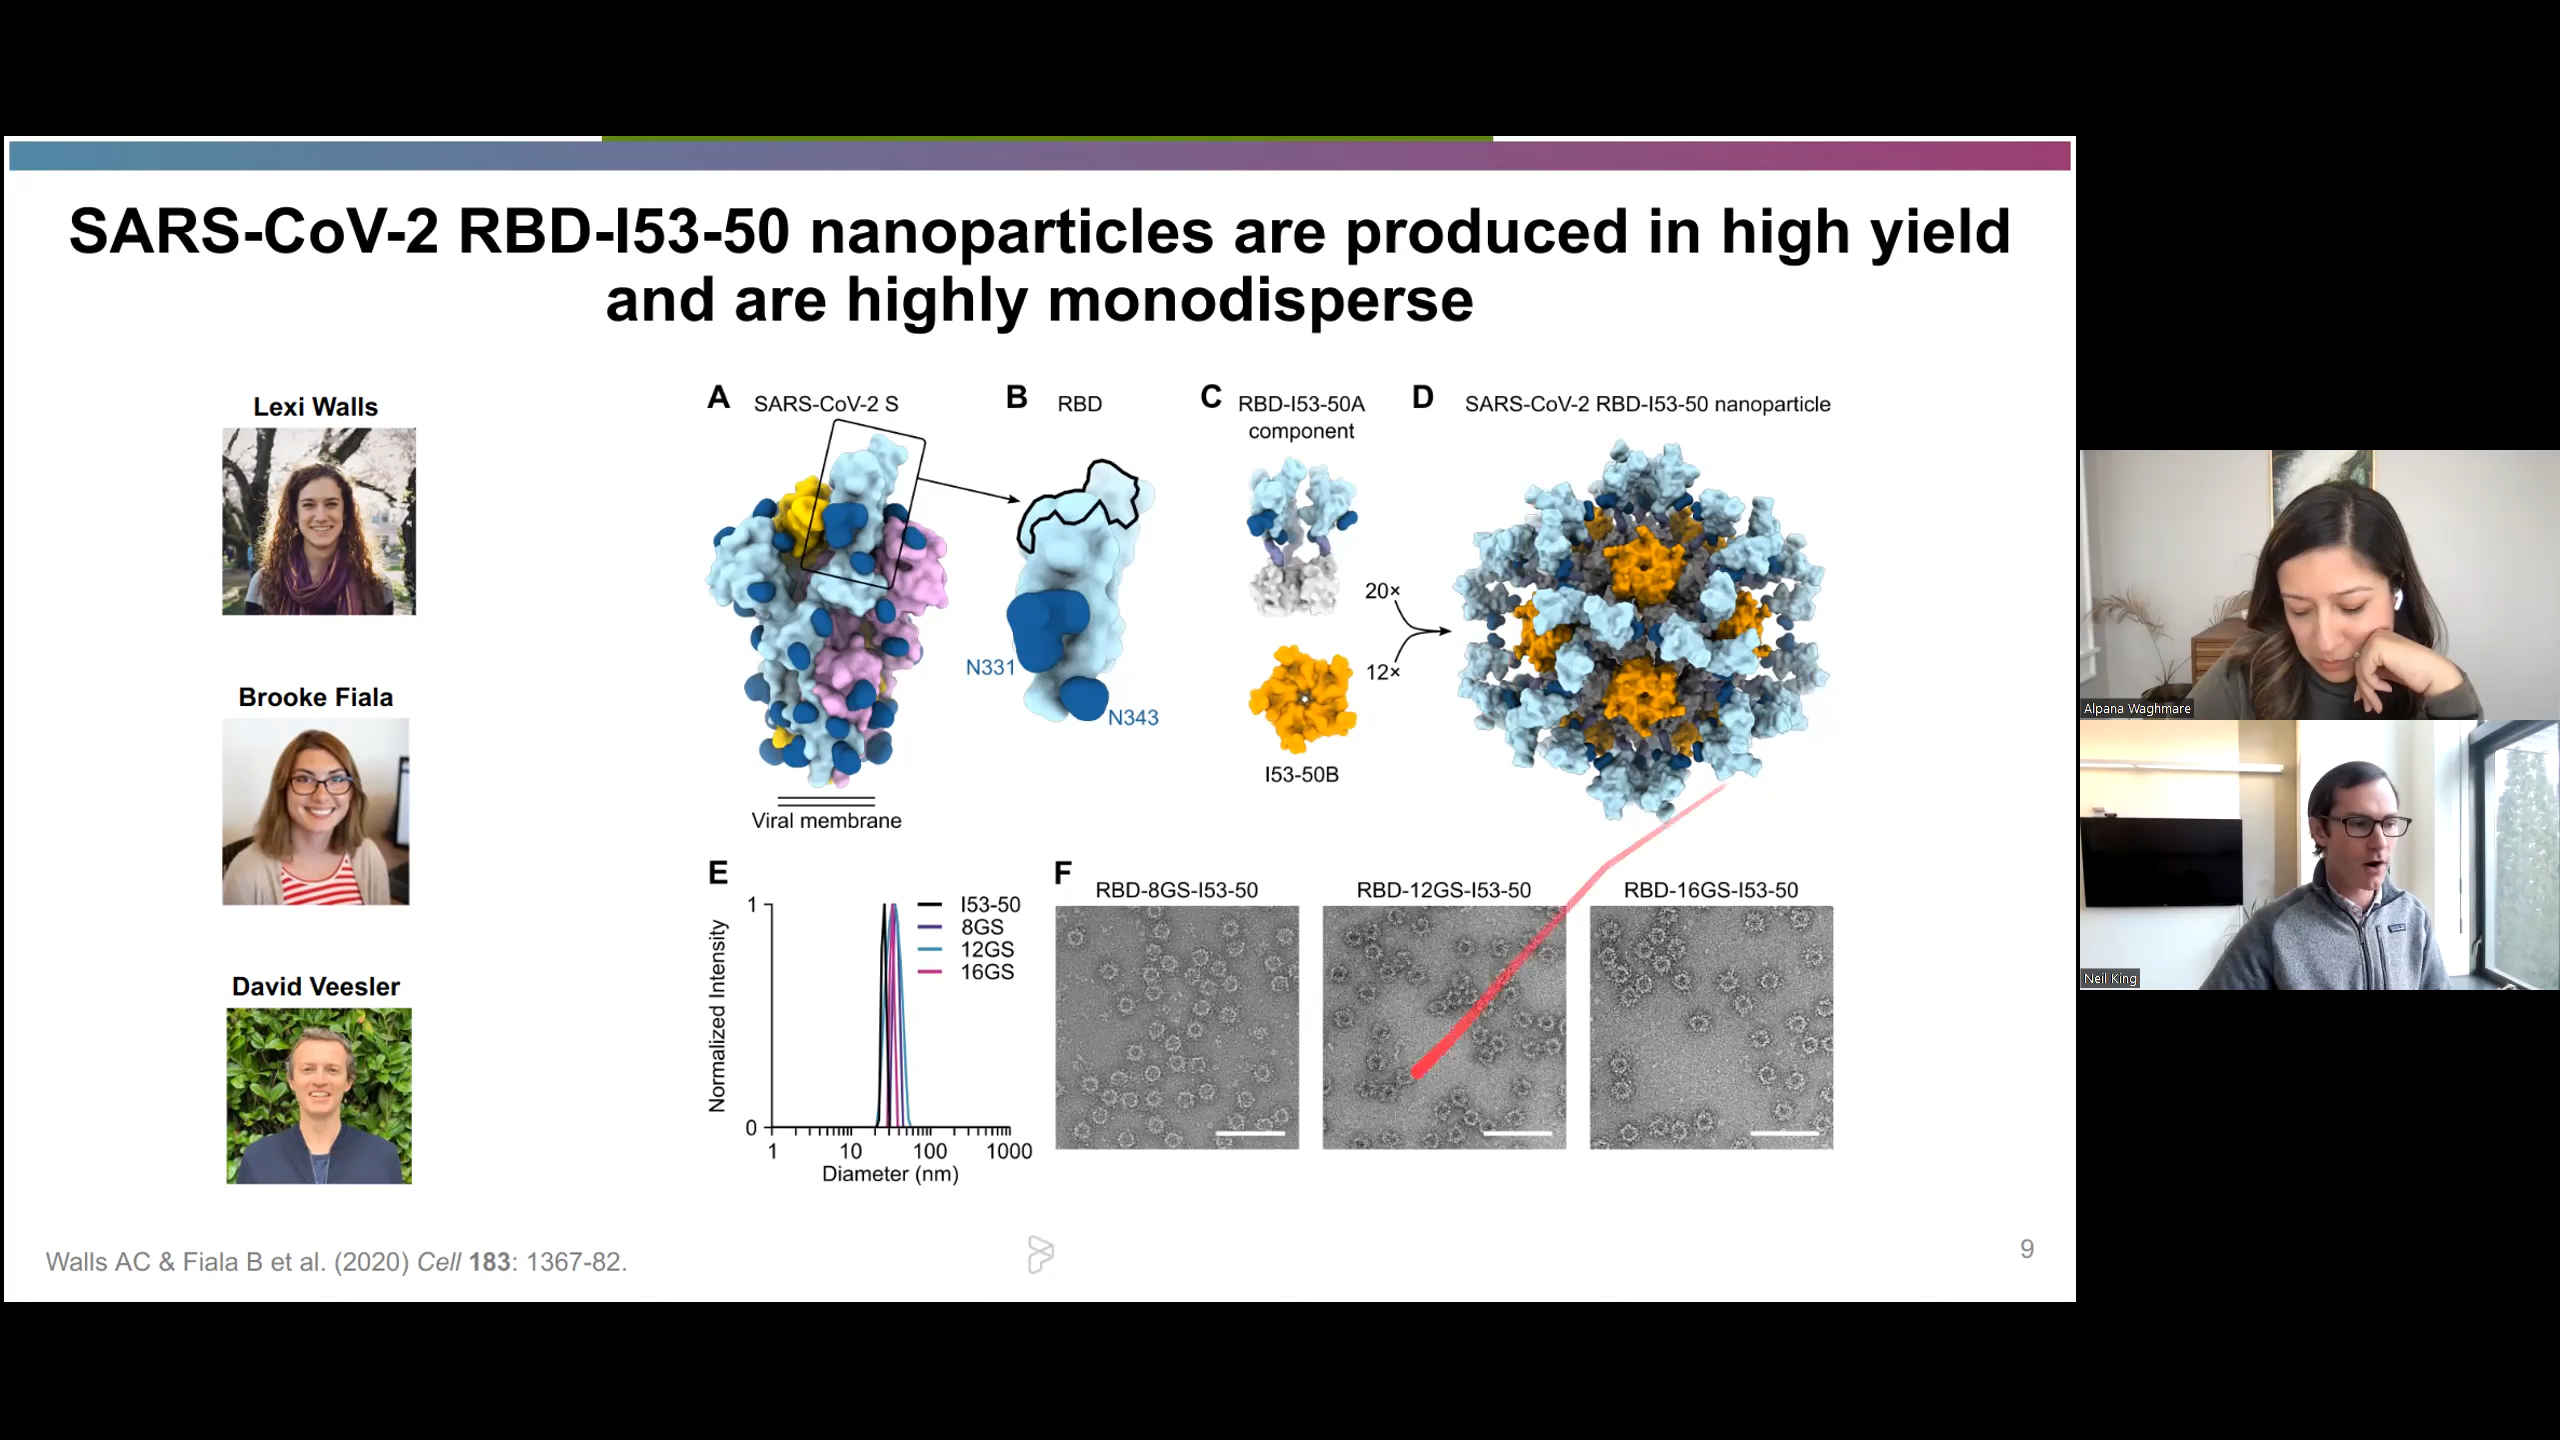 SARS-CoV-2 RBD-I53-50 nanoparticles are produced in high yield
and are highly monodisperse
Lexi Walls
Brooke Fiala
David Veesler
A SARS-CoV-2 S
B RBD
C RBD-I53-50A
component
D SARS-CoV-2 RBD-I53-50 nanoparticle
N331
N343
20×
12×
I53-50B
Viral membrane
E
Normalized Intensity
1
0
1 10 100 1000
Diameter (nm)
I53-50
8GS
12GS
16GS
F
RBD-8GS-I53-50
RBD-12GS-I53-50
RBD-16GS-I53-50
Walls AC & Fiala B et al. (2020) Cell 183: 1367-82.
9
Alpana Waghmare
Neil King